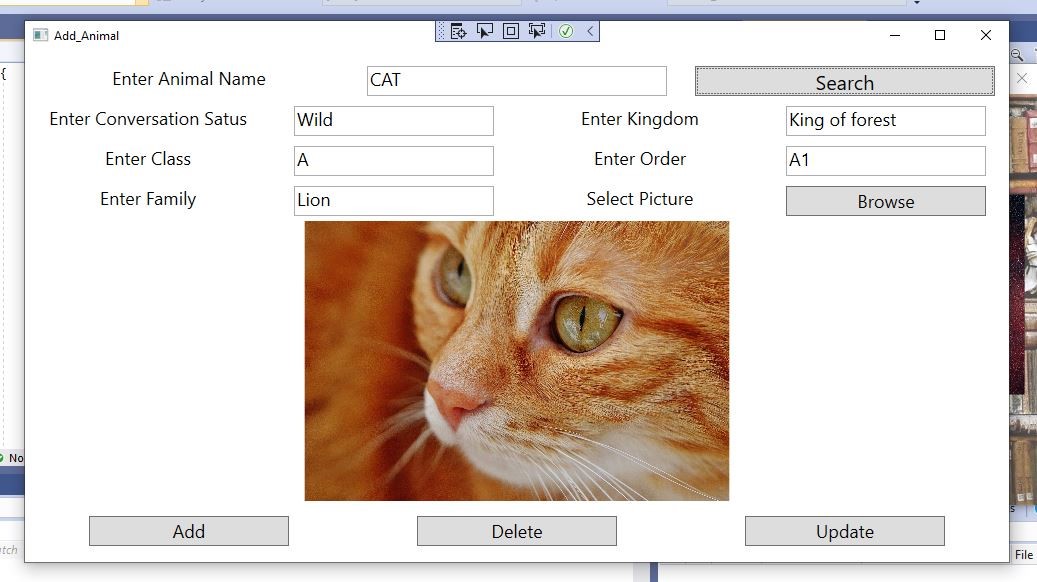 {
Add_Animal
Enter Animal Name CAT Search
Enter Conversation Satus Wild Enter Kingdom King of forest
Enter Class A Enter Order A1
Enter Family Lion Select Picture Browse
No
Add Delete Update
File